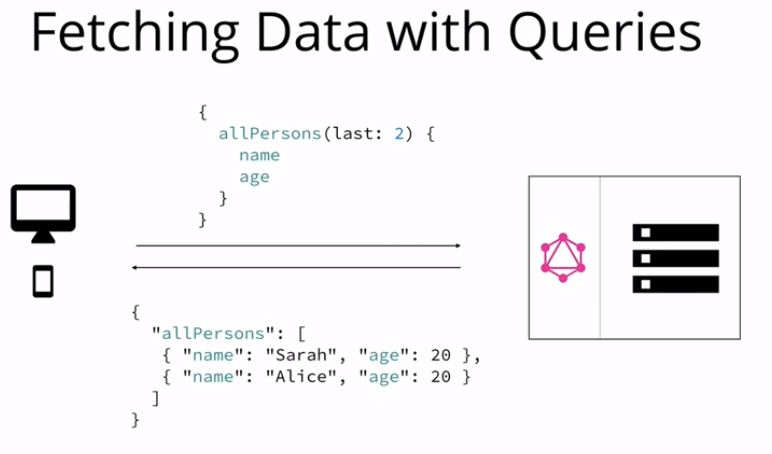 Fetching Data with Queries
{
allPersons(last: 2) {
name
age
}
}
{
"allPersons": [
{ "name": "Sarah", "age": 20 },
{ "name": "Alice", "age": 20 }
]
}